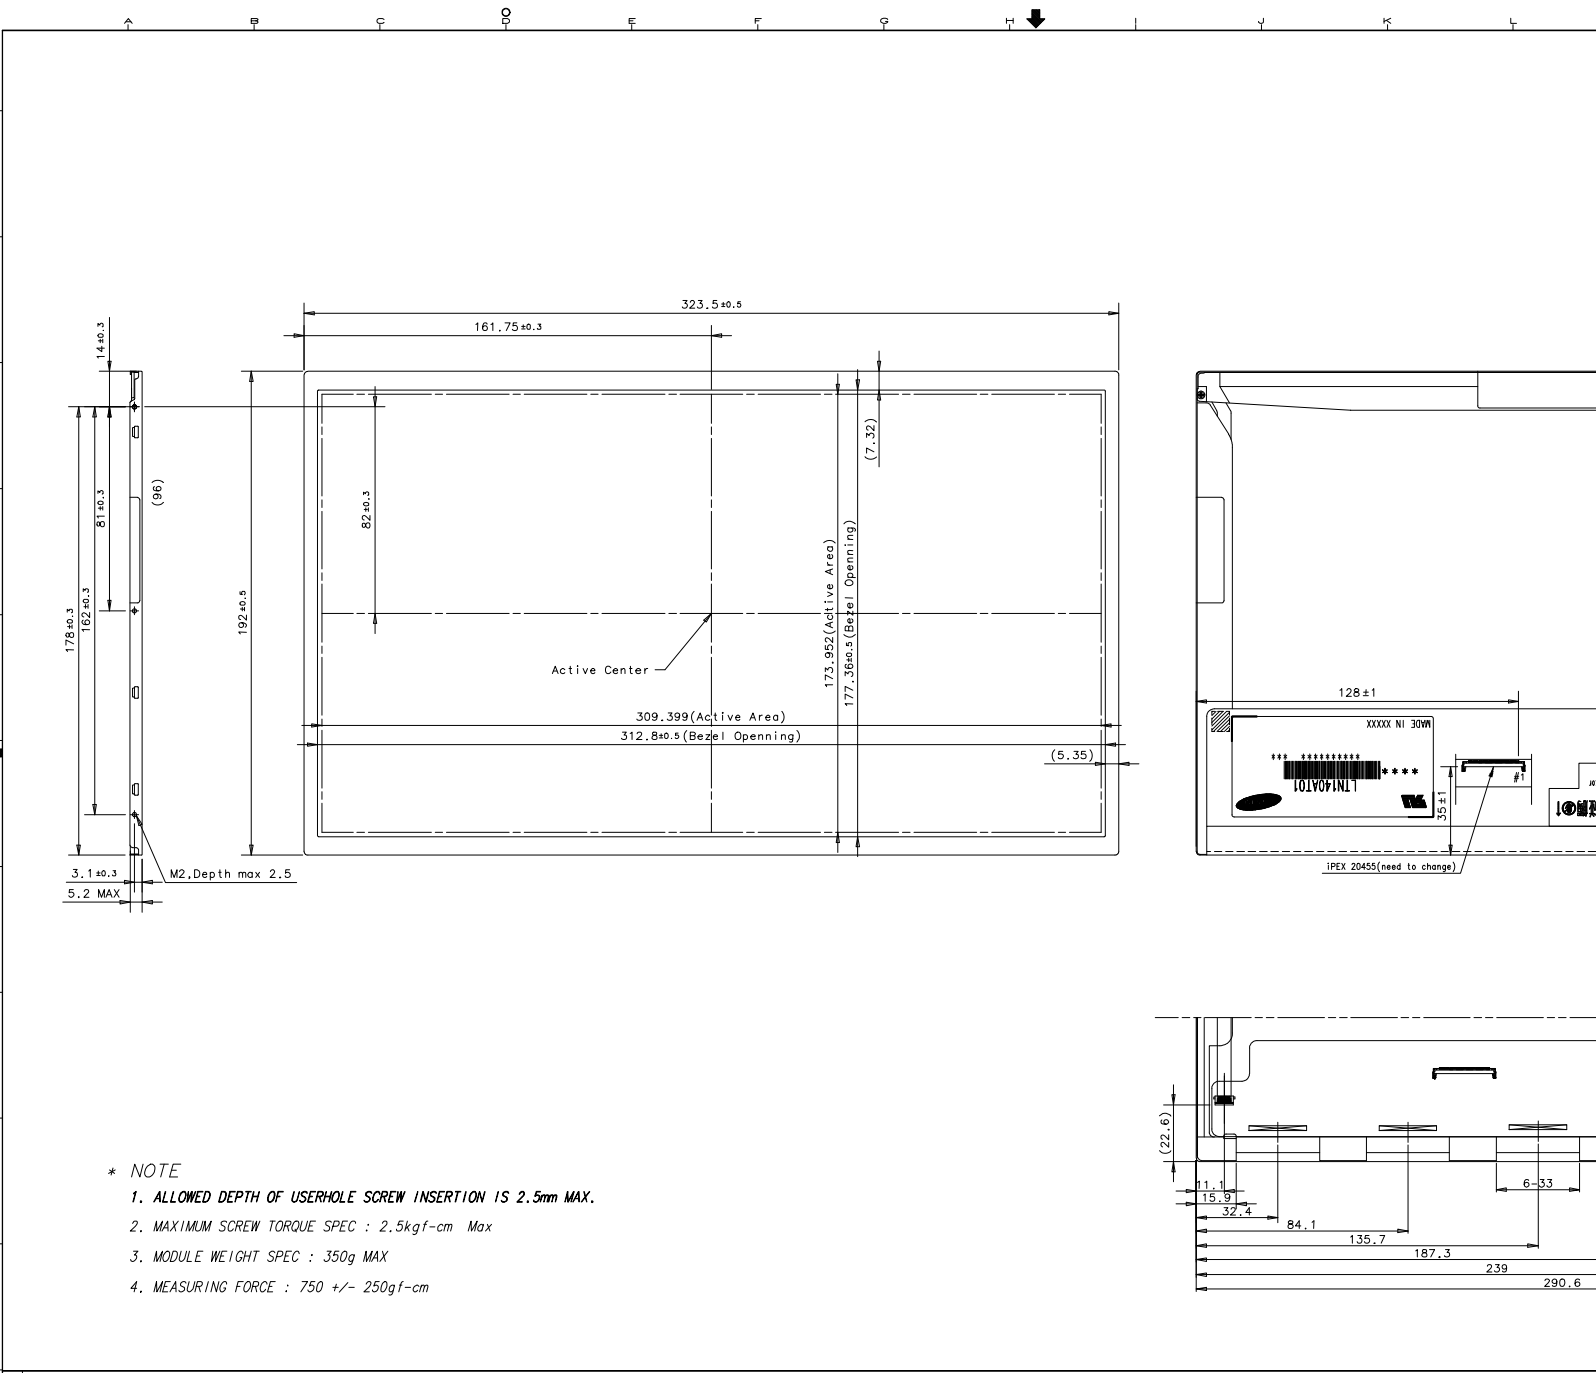 A B C D E F G H I J K L
323.5±0.5
161.75±0.3
14±0.3
(7.32)
(96)
81±0.3
82±0.3
162±0.3
178±0.3
192±0.5
173.952(Active Area)
177.36±0.5(Bezel Openning)
Active Center
309.399(Active Area)
312.8±0.5(Bezel Openning)
(5.35)
3.1±0.3
M2,Depth max 2.5
5.2 MAX
128±1
MADE IN XXXXX
*** **********
****
LTN140AT01
#1
35±1
iPEX 20455(need to change)
(22.6)
11.1
15.9
6-33
32.4
84.1
135.7
187.3
239
290.6
* NOTE
1. ALLOWED DEPTH OF USERHOLE SCREW INSERTION IS 2.5mm MAX.
2. MAXIMUM SCREW TORQUE SPEC : 2.5kgf-cm Max
3. MODULE WEIGHT SPEC : 350g MAX
4. MEASURING FORCE : 750 +/- 250gf-cm